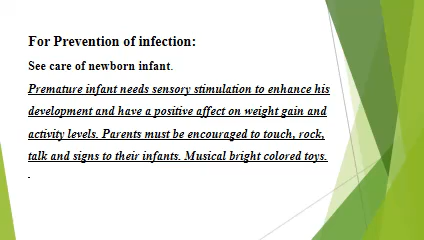 For Prevention of infection:
See care of newborn infant.
Premature infant needs sensory stimulation to enhance his
development and have a positive affect on weight gain and
activity levels. Parents must be encouraged to touch, rock,
talk and signs to their infants. Musical bright colored toys.
.